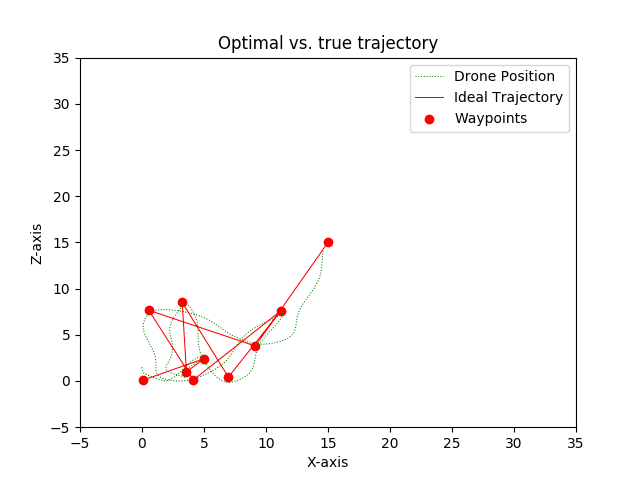 Optimal vs. true trajectory
Drone Position
Ideal Trajectory
Waypoints
Z-axis
35
30
25
20
15
10
5
0
−5
−5 0 5 10 15 20 25 30 35
X-axis